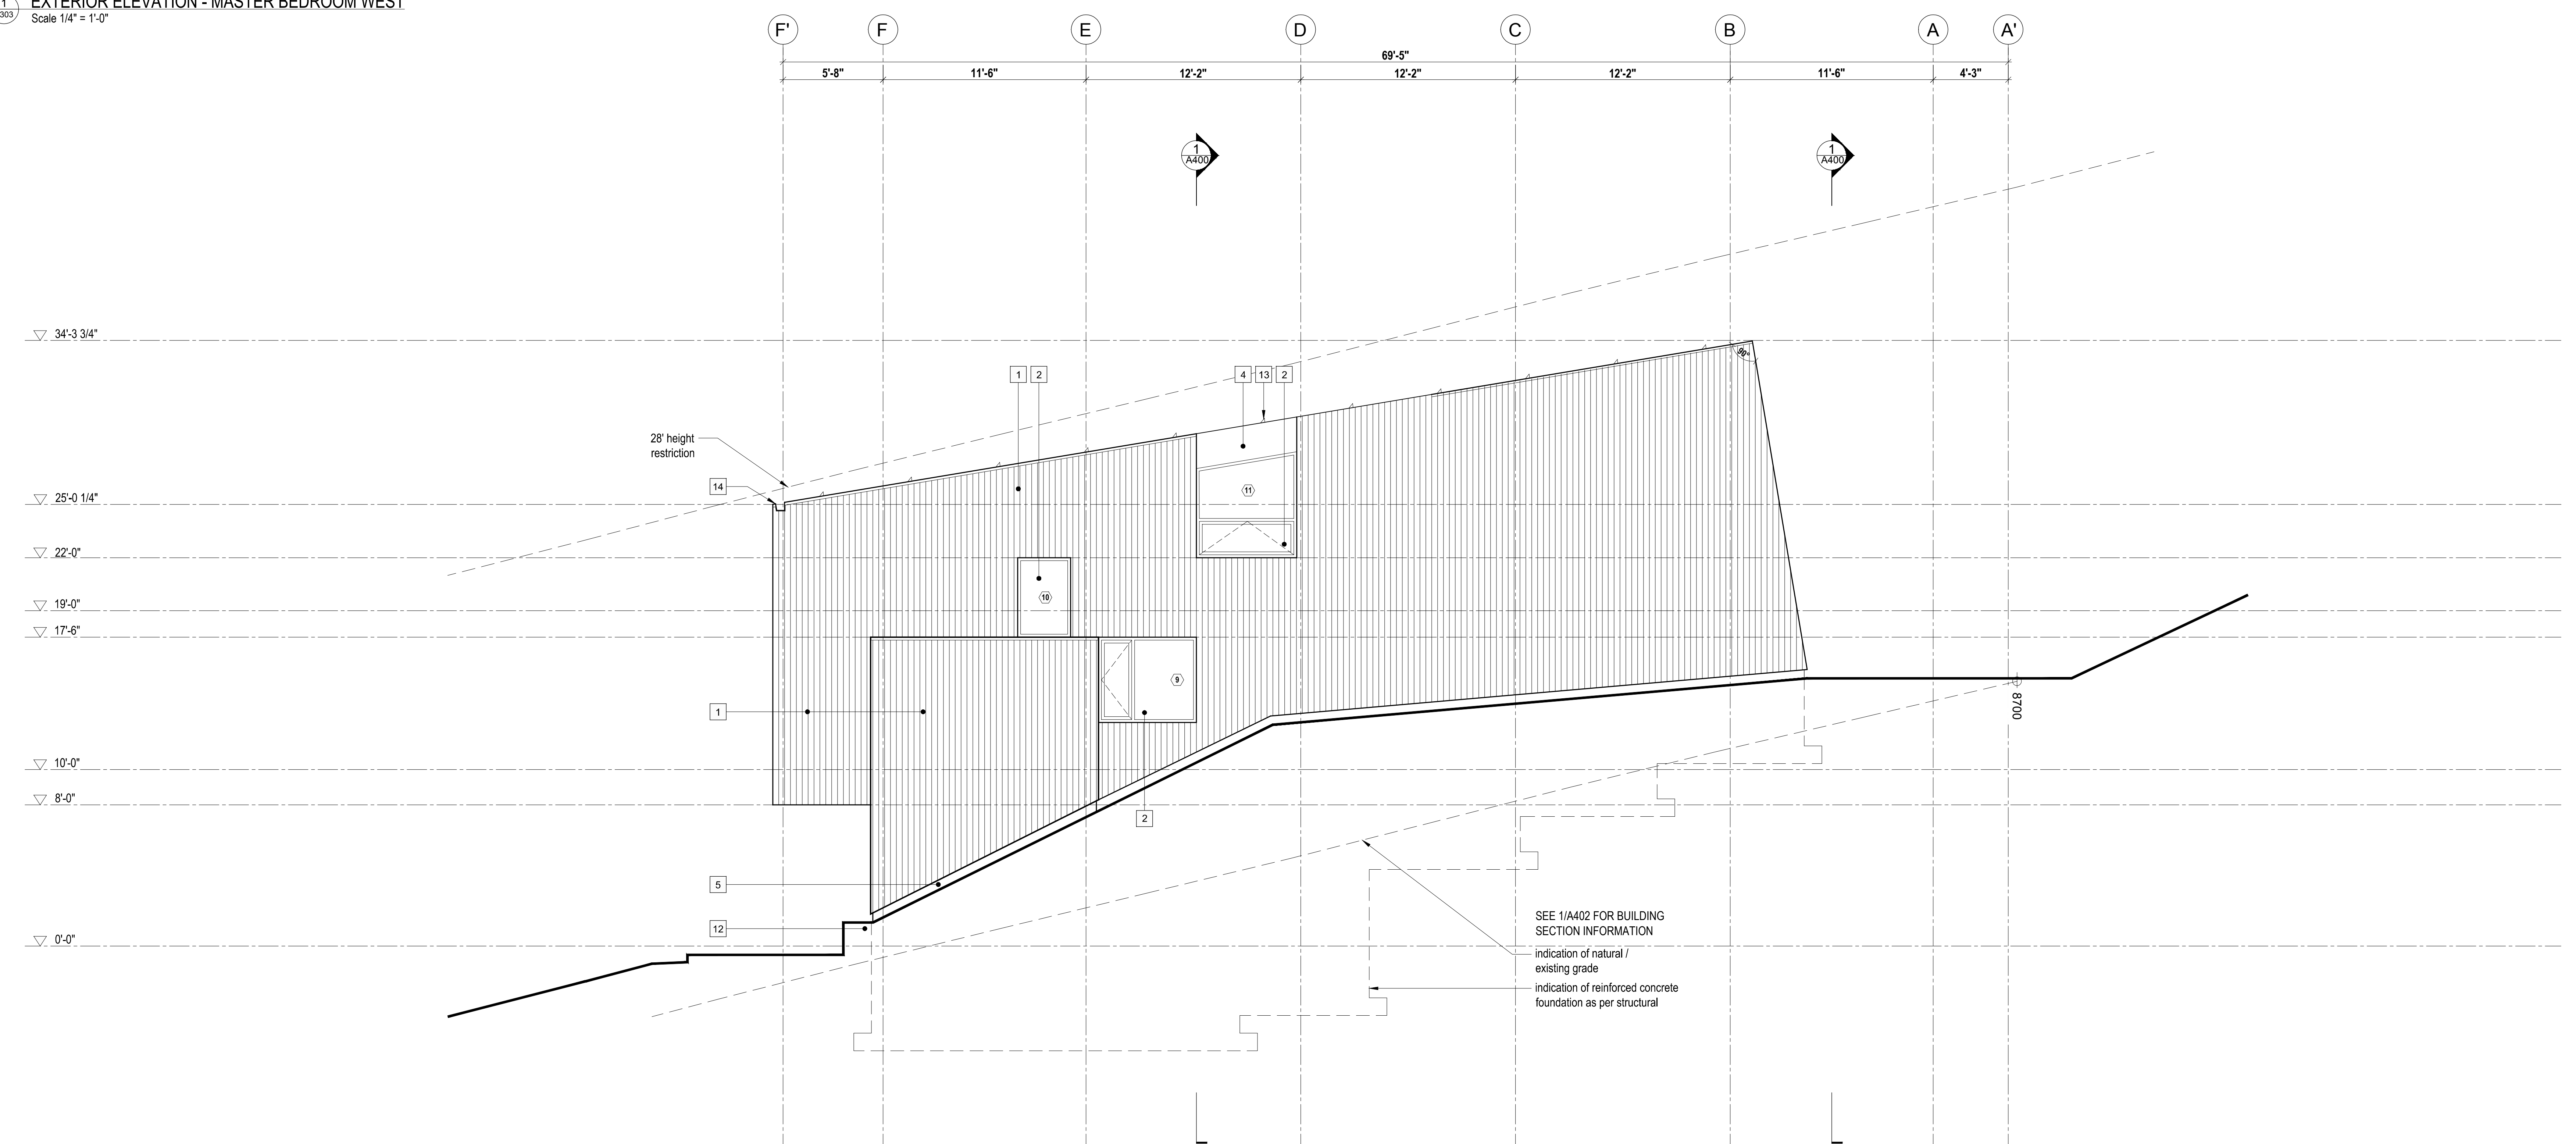 1
303
EXTERIOR ELEVATION - MASTER BEDROOM WEST
Scale 1/4" = 1'-0"
F' F E D C B A A'
69'-5"
5'-8" 11'-6" 12'-2" 12'-2" 12'-2" 11'-6" 4'-3"
1
A400
1
A400
34'-3 3/4"
90°
1 2 4 13 2
28' height
restriction
14
11
25'-0 1/4"
22'-0"
10
19'-0"
17'-6"
9
8700
1
10'-0"
8'-0"
2
5
12
0'-0"
SEE 1/A402 FOR BUILDING
SECTION INFORMATION
indication of natural /
existing grade
indication of reinforced concrete
foundation as per structural